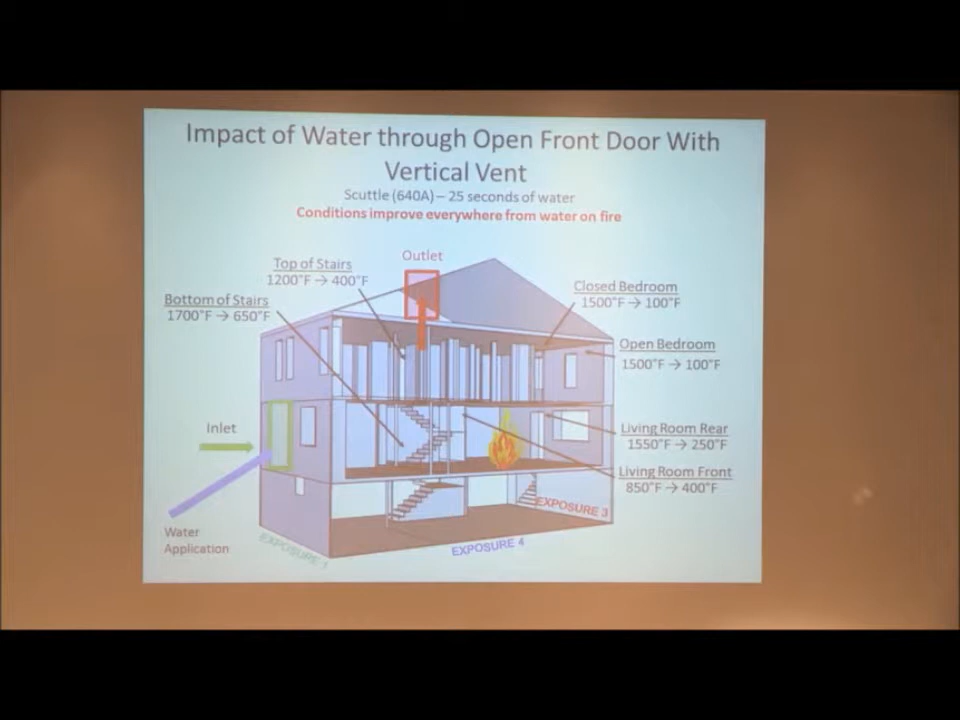 Impact of Water through Open Front Door With
Vertical Vent
Scuttle (640A) – 25 seconds of water
Conditions improve everywhere from water on fire
Outlet
Top of Stairs
1200°F → 400°F
Closed Bedroom
1500°F → 100°F
Bottom of Stairs
1700°F → 650°F
Open Bedroom
1500°F → 100°F
Inlet
Living Room Rear
1550°F → 250°F
Living Room Front
850°F → 400°F
EXPOSURE 3
Water
Application
EXPOSURE 1
EXPOSURE 4